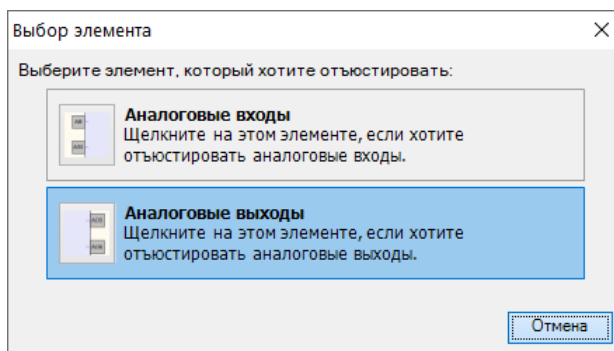 Выбор элемента
Выберите элемент, который хотите отъюстировать:
Аналоговые входы
Щелкните на этом элементе, если хотите
отъюстировать аналоговые входы.
Аналоговые выходы
Щелкните на этом элементе, если хотите
отъюстировать аналоговые выходы.
Отмена